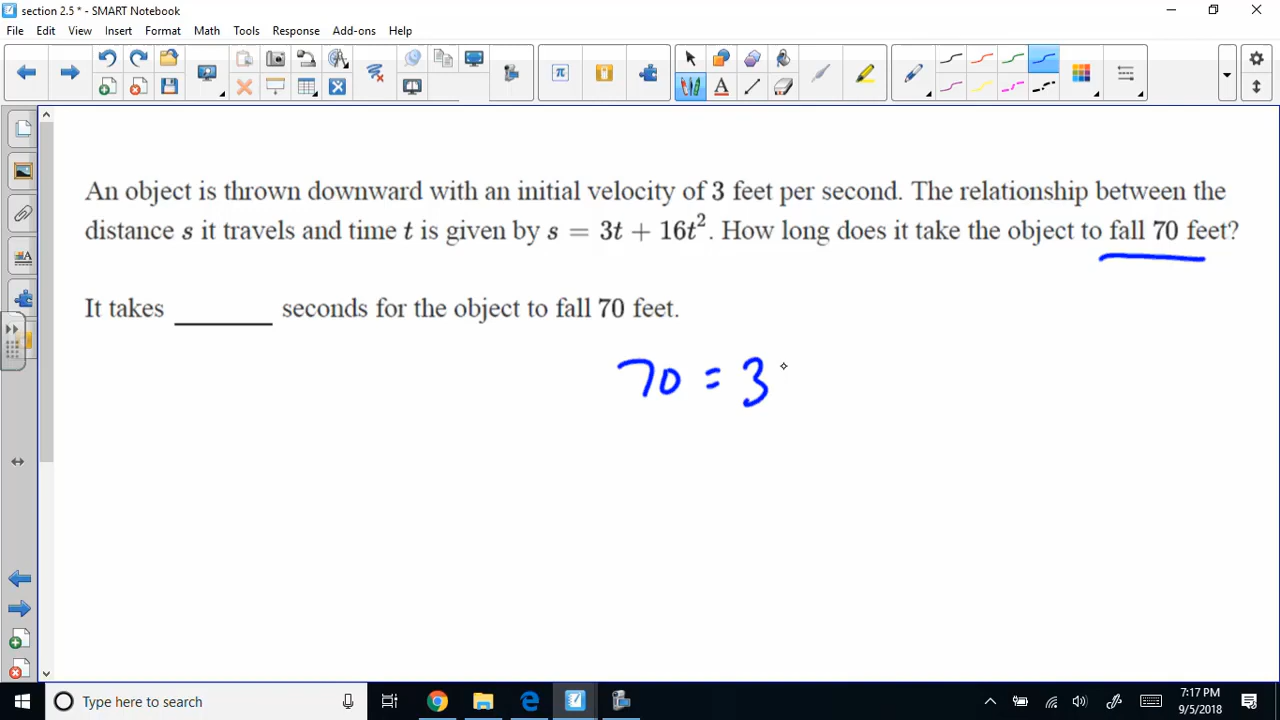 section 2.5 * - SMART Notebook
File Edit View Insert Format Math Tools Response Add-ons Help
An object is thrown downward with an initial velocity of 3 feet per second. The relationship between the
distance s it travels and time t is given by s = 3t + 16t². How long does it take the object to fall 70 feet?
It takes ________ seconds for the object to fall 70 feet.
70 = 3
Type here to search
7:17 PM
9/5/2018